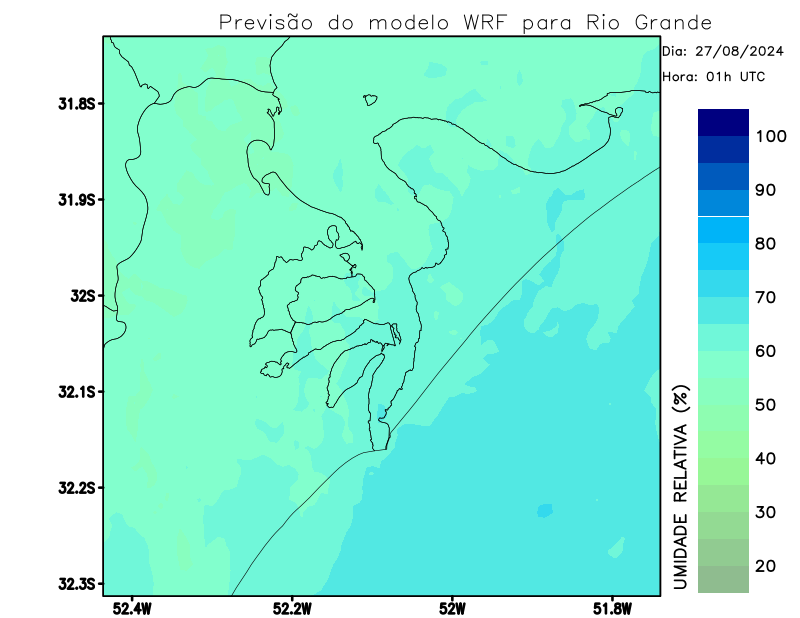 Previsão do modelo WRF para Rio Grande
Dia: 27/08/2024
Hora: 01h UTC
31.8S
31.9S
32S
32.1S
32.2S
32.3S
52.4W
52.2W
52W
51.8W
100
90
80
70
60
50
40
30
20
UMIDADE RELATIVA (%)